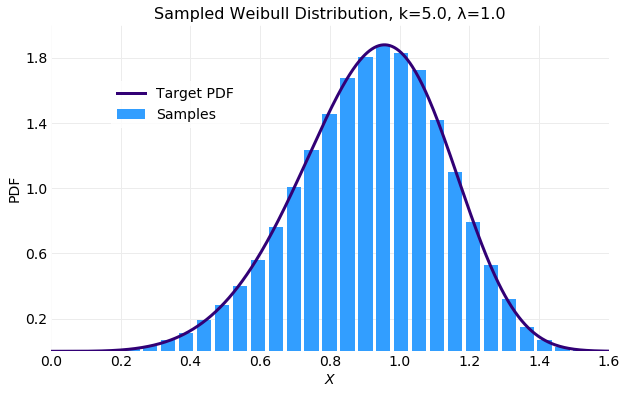 Sampled Weibull Distribution, k=5.0, λ=1.0
1.8
Target PDF
Samples
1.4
PDF
1.0
0.6
0.2
0.0 0.2 0.4 0.6 0.8 1.0 1.2 1.4 1.6
X